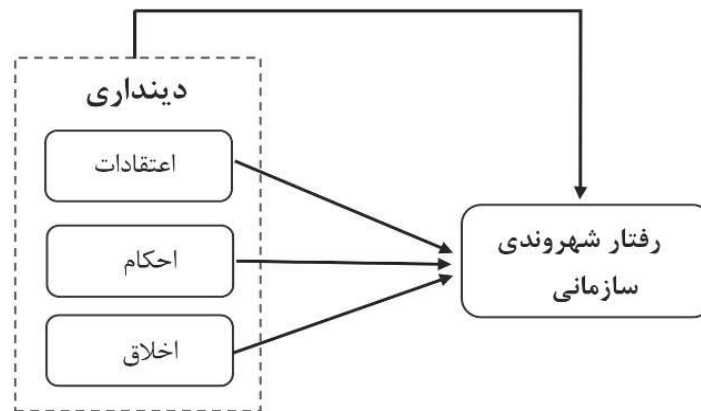 دینداری
اعتقادات
احکام
اخلاق
رفتار شهروندی
سازمانی